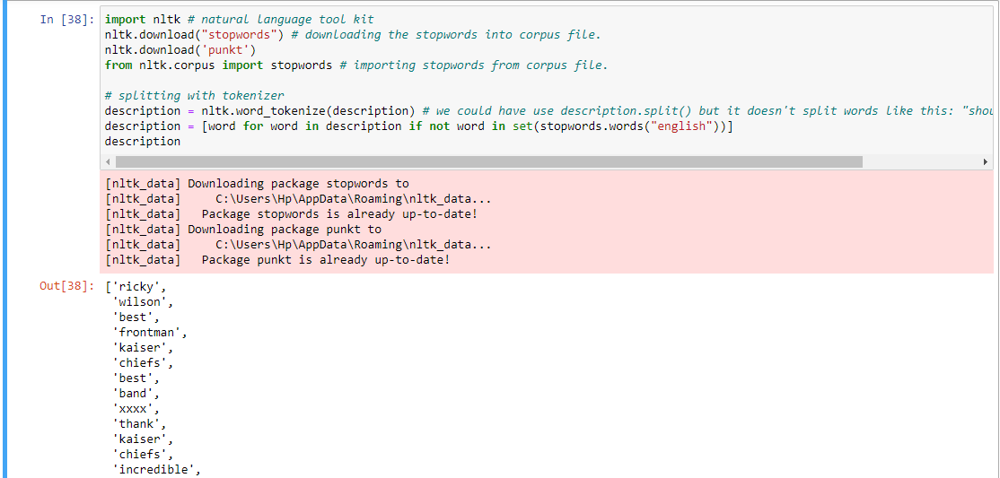 In [38]: import nltk # natural language tool kit
nltk.download("stopwords") # downloading the stopwords into corpus file.
nltk.download('punkt')
from nltk.corpus import stopwords # importing stopwords from corpus file.
# splitting with tokenizer
description = nltk.word_tokenize(description) # we could have use description.split() but it doesn't split words like this: "shou
description = [word for word in description if not word in set(stopwords.words("english"))]
description
[nltk_data] Downloading package stopwords to
[nltk_data]     C:\Users\Hp\AppData\Roaming\nltk_data...
[nltk_data]   Package stopwords is already up-to-date!
[nltk_data] Downloading package punkt to
[nltk_data]     C:\Users\Hp\AppData\Roaming\nltk_data...
[nltk_data]   Package punkt is already up-to-date!
Out[38]: ['ricky',
'wilson',
'best',
'frontman',
'kaiser',
'chiefs',
'best',
'band',
'xxxx',
'thank',
'kaiser',
'chiefs',
'incredible',